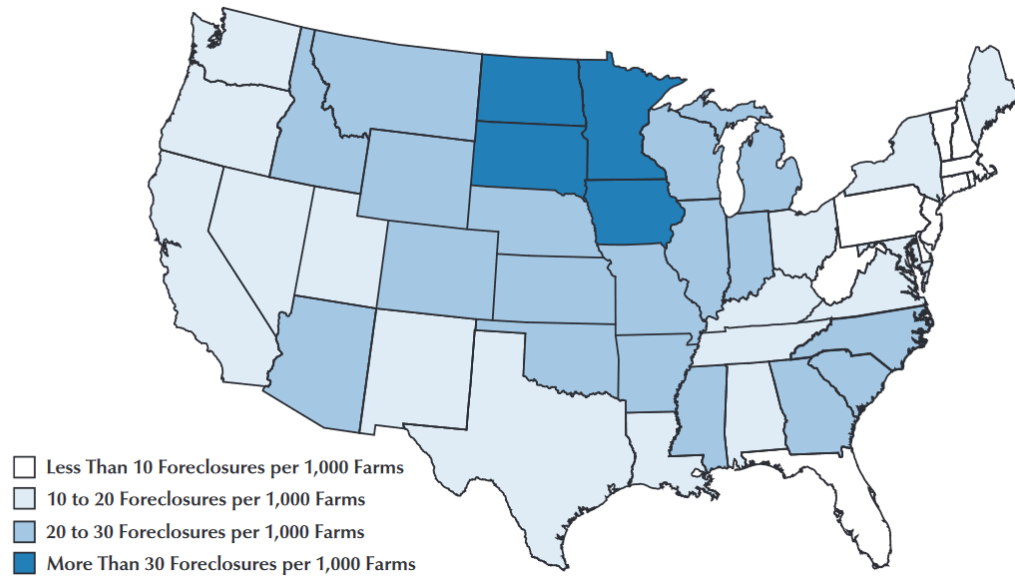 Less Than 10 Foreclosures per 1,000 Farms
10 to 20 Foreclosures per 1,000 Farms
20 to 30 Foreclosures per 1,000 Farms
More Than 30 Foreclosures per 1,000 Farms